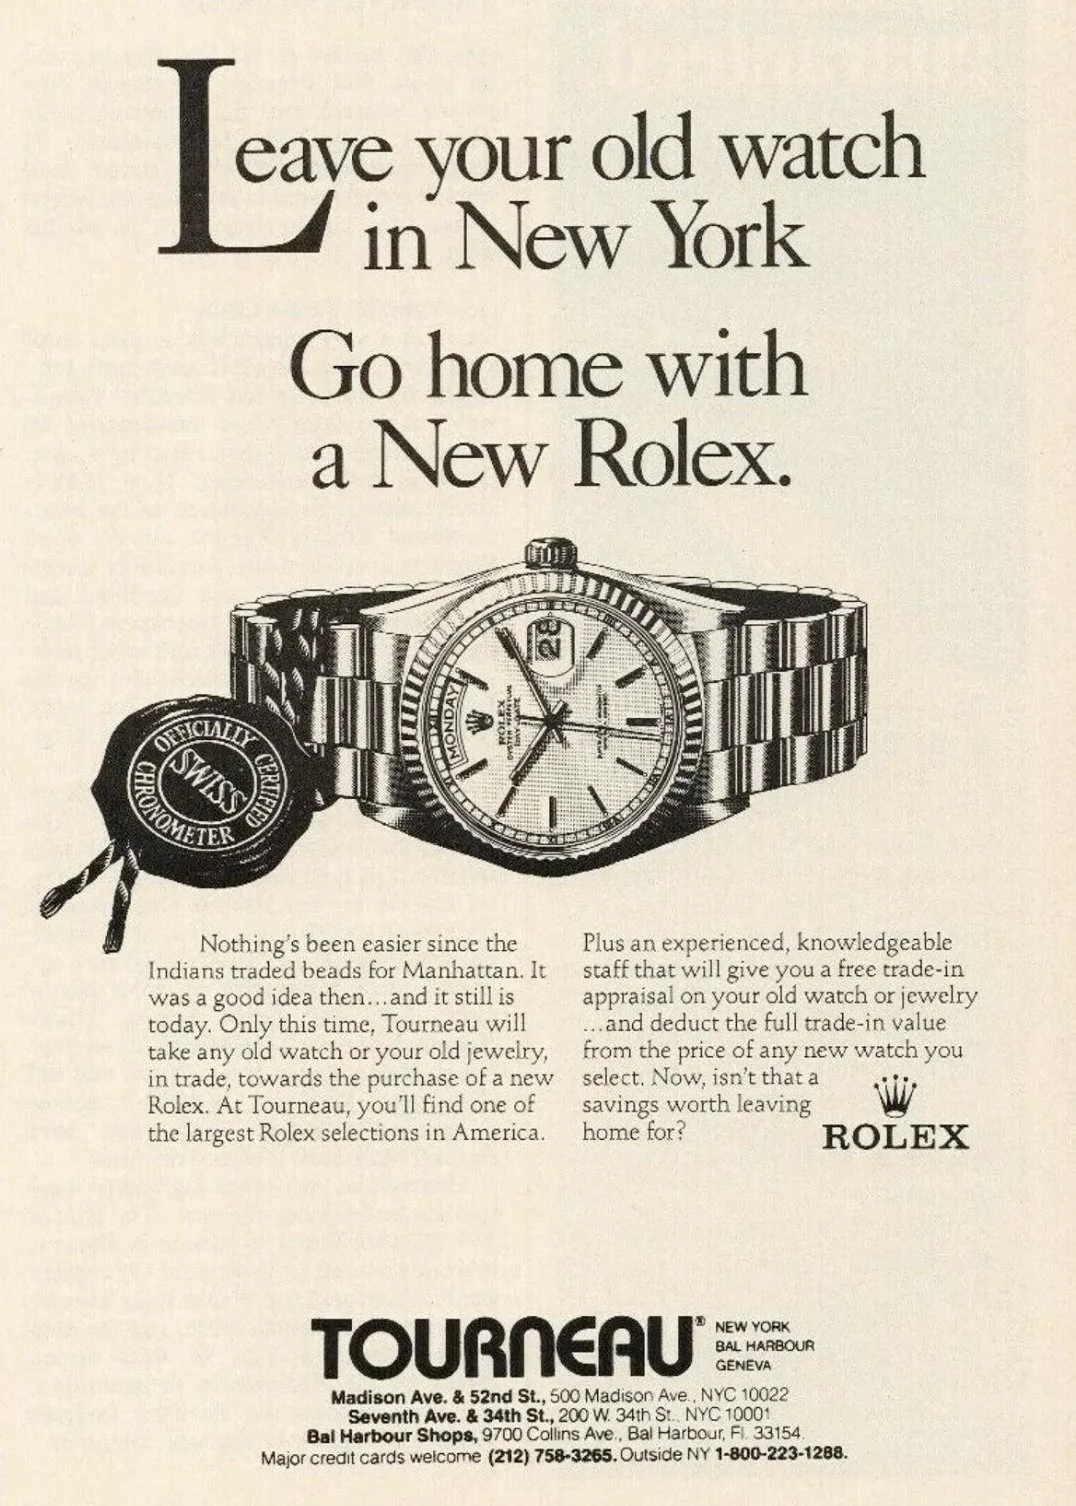 Leave your old watch
in New York
Go home with
a New Rolex.
28
MONDAY
ROLEX
OYSTER PERPETUAL
DAY-DATE
OFFICIALLY CERTIFIED
SWISS
CHRONOMETER
Nothing's been easier since the
Indians traded beads for Manhattan. It
was a good idea then...and it still is
today. Only this time, Tourneau will
take any old watch or your old jewelry,
in trade, towards the purchase of a new
Rolex. At Tourneau, you'll find one of
the largest Rolex selections in America.
Plus an experienced, knowledgeable
staff that will give you a free trade-in
appraisal on your old watch or jewelry
...and deduct the full trade-in value
from the price of any new watch you
select. Now, isn't that a
savings worth leaving
home for?
ROLEX
TOURNEAU®
NEW YORK
BAL HARBOUR
GENEVA
Madison Ave. & 52nd St., 500 Madison Ave., NYC 10022
Seventh Ave. & 34th St., 200 W. 34th St., NYC 10001
Bal Harbour Shops, 9700 Collins Ave., Bal Harbour, Fl. 33154
Major credit cards welcome (212) 758-3265. Outside NY 1-800-223-1288.